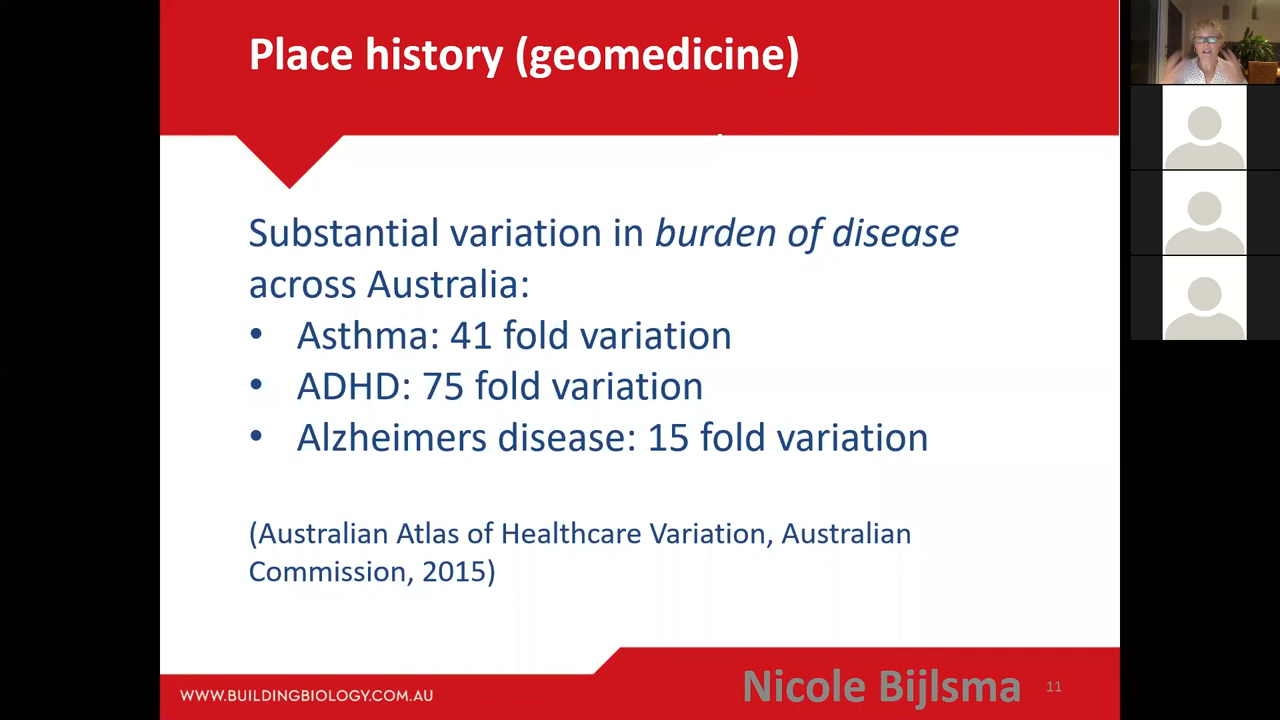 Place history (geomedicine)
Substantial variation in burden of disease
across Australia:
• Asthma: 41 fold variation
• ADHD: 75 fold variation
• Alzheimers disease: 15 fold variation
(Australian Atlas of Healthcare Variation, Australian
Commission, 2015)
WWW.BUILDINGBIOLOGY.COM.AU
Nicole Bijlsma
11